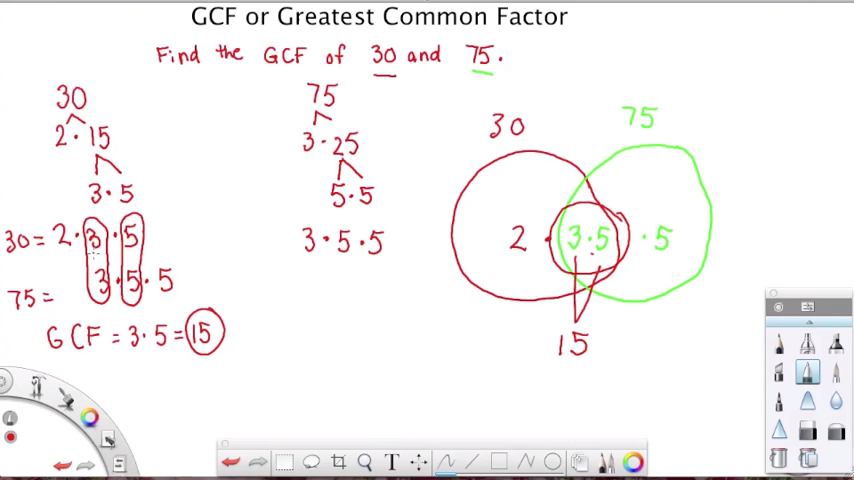 GCF or Greatest Common Factor
Find the GCF of 30 and 75.
30
2 · 15
3 · 5
30 = 2 · 3 · 5
75 = 3 · 5 · 5
GCF = 3 · 5 = 15
75
3 · 25
5 · 5
3 · 5 · 5
30
75
2 · 3 · 5 · 5
15
T